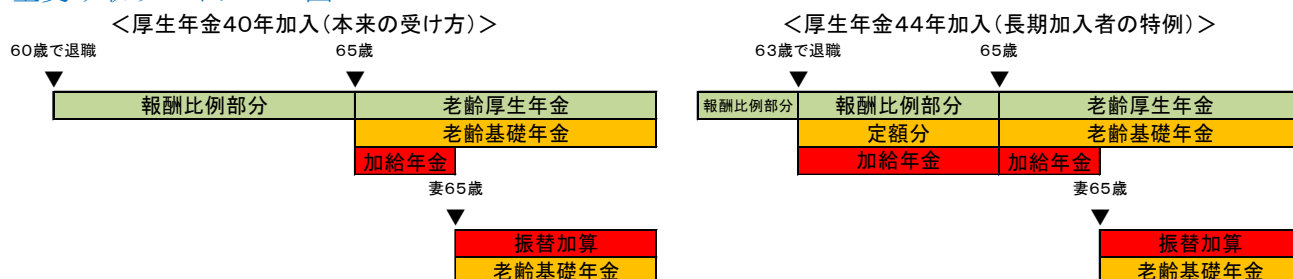 ＜厚生年金40年加入（本来の受け方）＞
60歳で退職
65歳
▼
▼
報酬比例部分
老齢厚生年金
老齢基礎年金
加給年金
妻65歳
▼
振替加算
老齢基礎年金
＜厚生年金44年加入（長期加入者の特例）＞
63歳で退職
65歳
▼
▼
報酬比例部分
報酬比例部分
老齢厚生年金
定額分
老齢基礎年金
加給年金
加給年金
妻65歳
▼
振替加算
老齢基礎年金